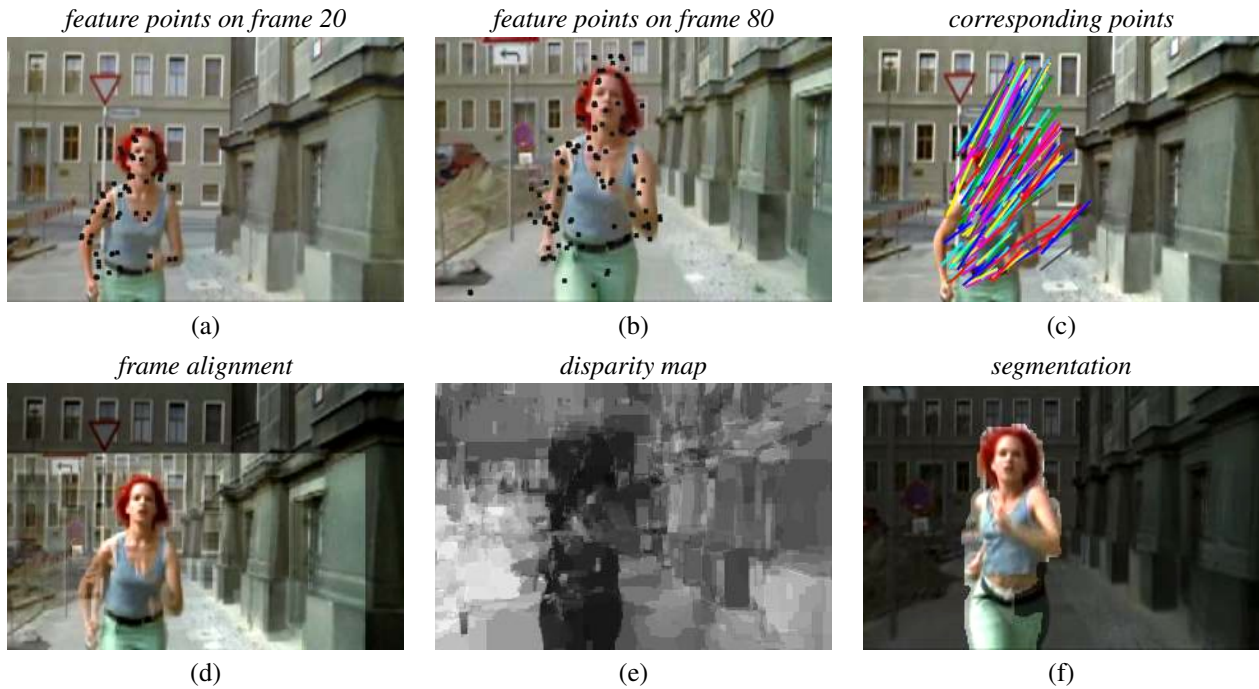 feature points on frame 20
feature points on frame 80
corresponding points
(a)
(b)
(c)
frame alignment
disparity map
segmentation
(d)
(e)
(f)